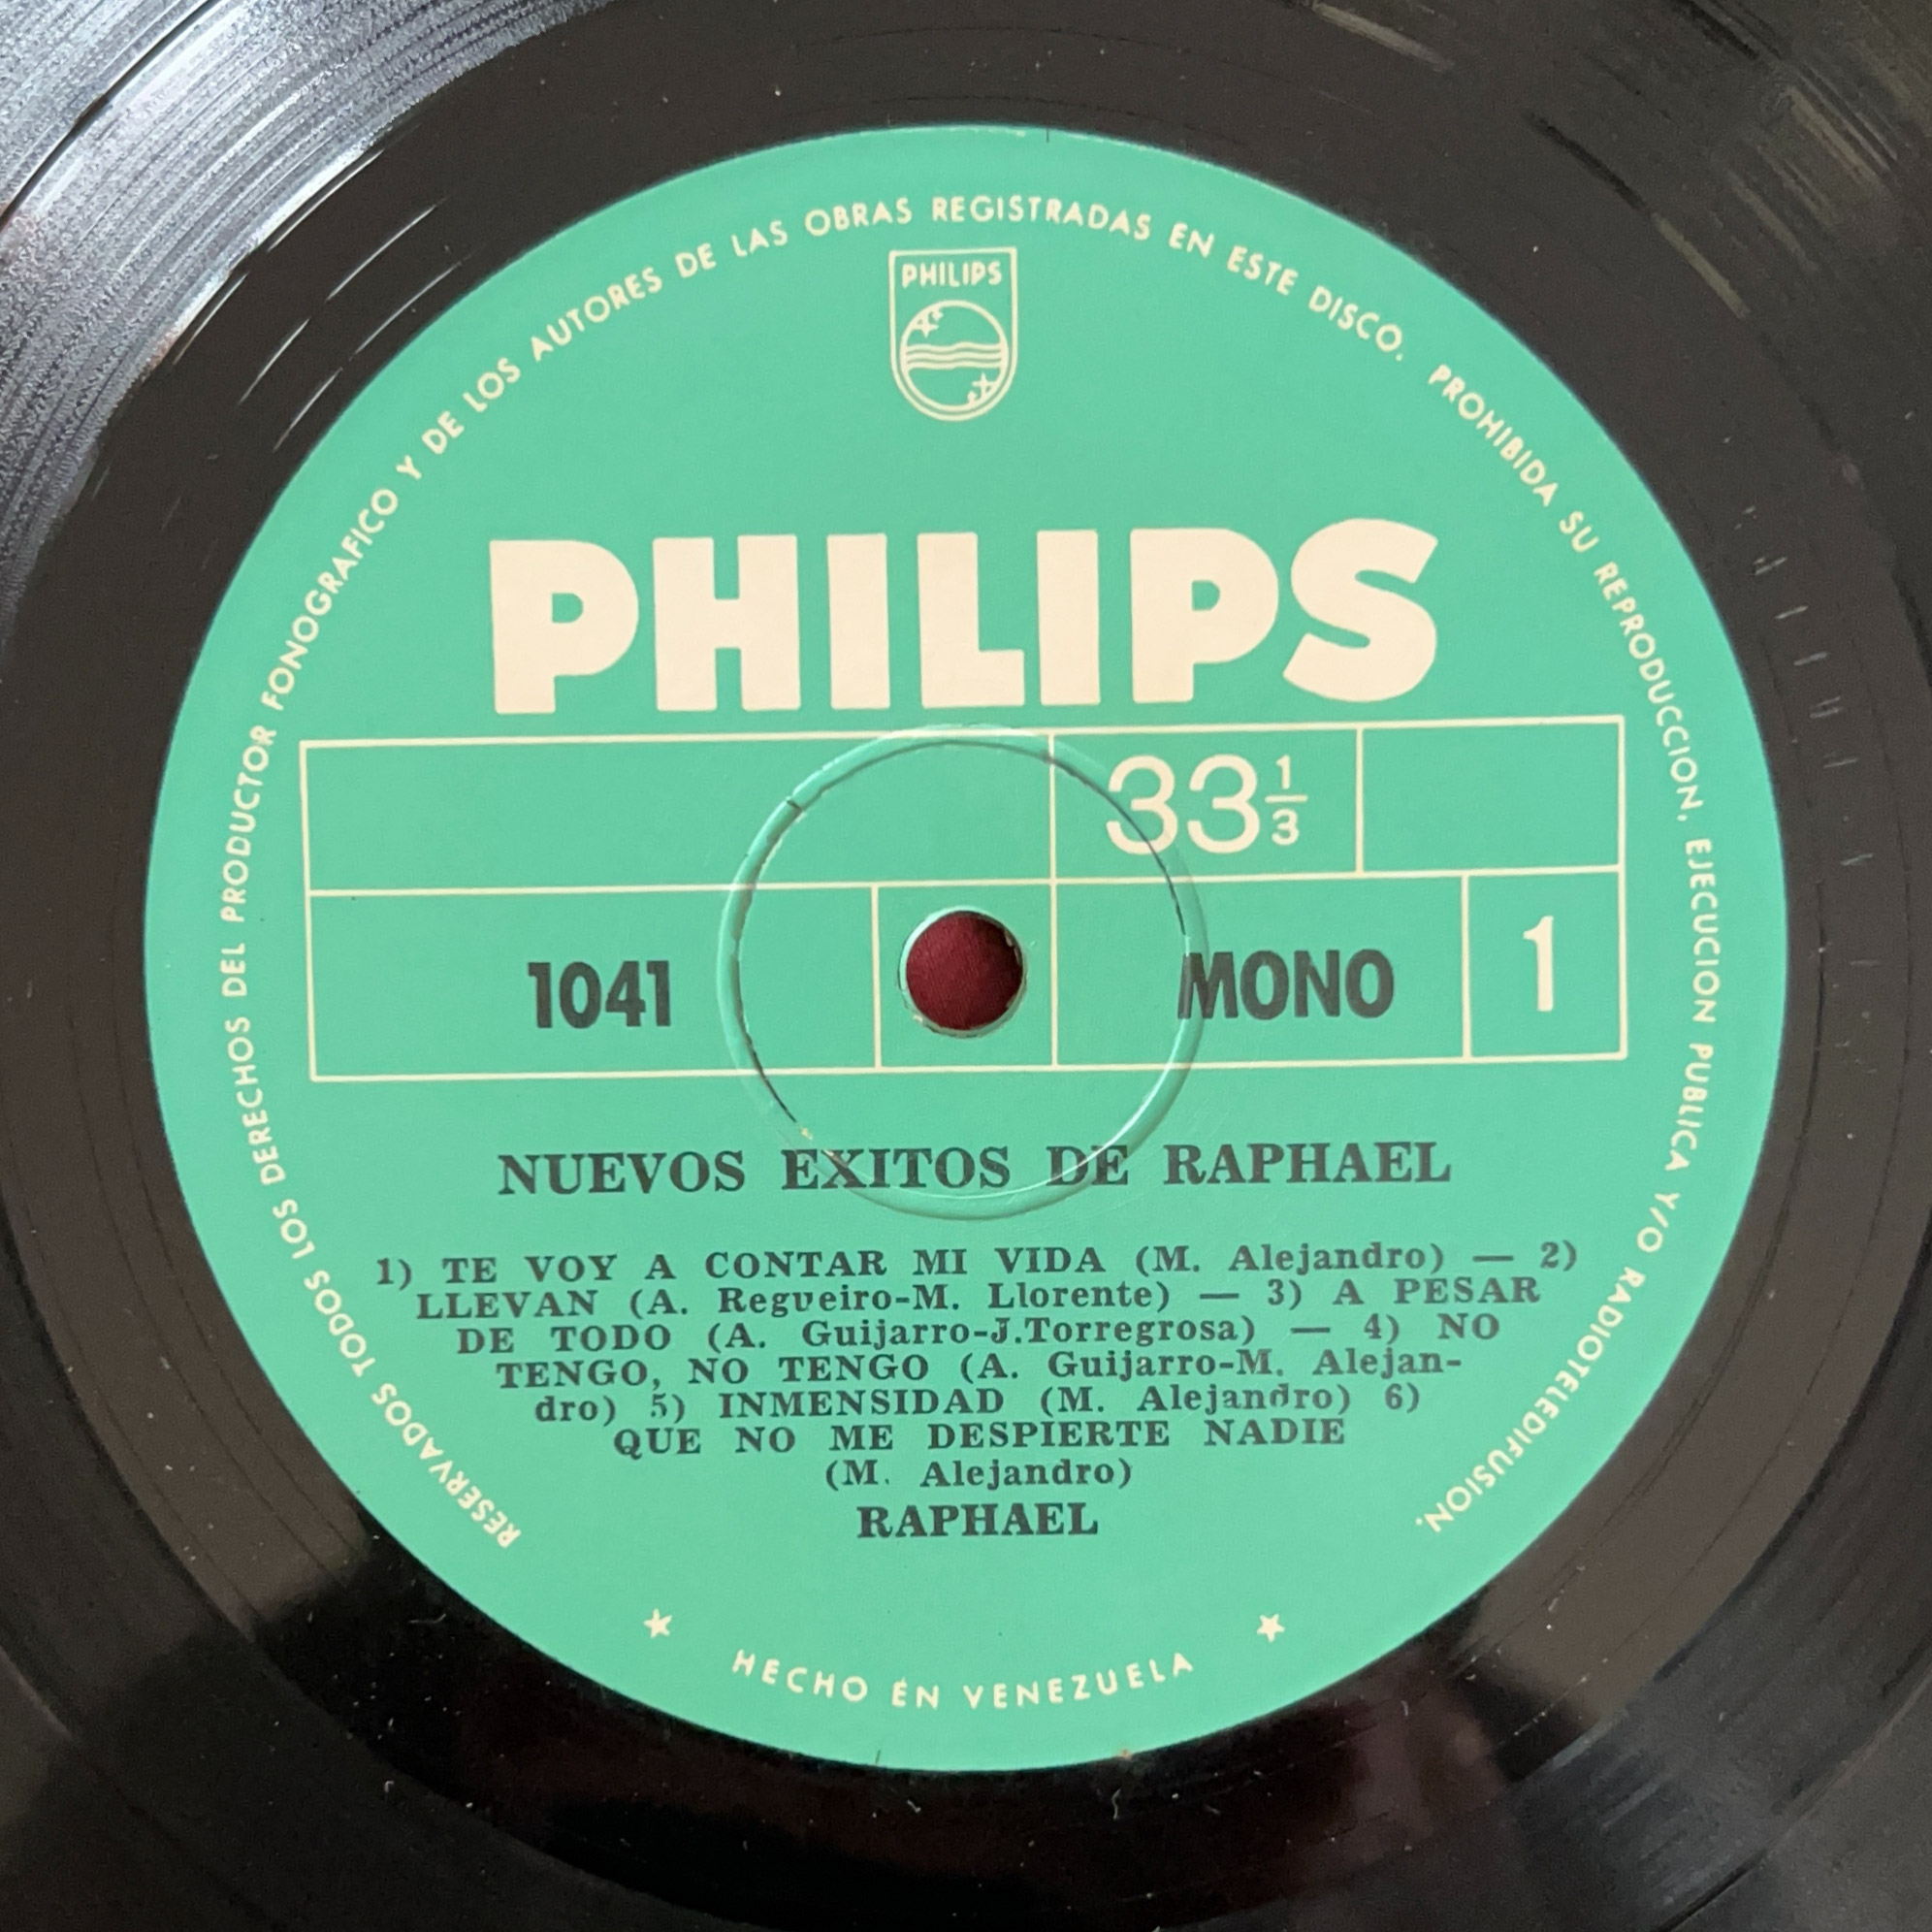 RESERVADOS TODOS LOS DERECHOS DEL PRODUCTOR FONOGRAFICO Y DE LOS AUTORES DE LAS OBRAS REGISTRADAS EN ESTE DISCO. PROHIBIDA SU REPRODUCCION, EJECUCION PUBLICA Y/O RADIOTELEDIFUSION.
PHILIPS
PHILIPS
33 1/3
1041 MONO 1
NUEVOS EXITOS DE RAPHAEL
1) TE VOY A CONTAR MI VIDA (M. Alejandro) — 2)
LLEVAN (A. Regueiro-M. Llorente) — 3) A PESAR
DE TODO (A. Guijarro-J.Torregrosa) — 4) NO
TENGO, NO TENGO (A. Guijarro-M. Alejan-
dro) 5) INMENSIDAD (M. Alejandro) 6)
QUE NO ME DESPIERTE NADIE
(M. Alejandro)
RAPHAEL
HECHO EN VENEZUELA